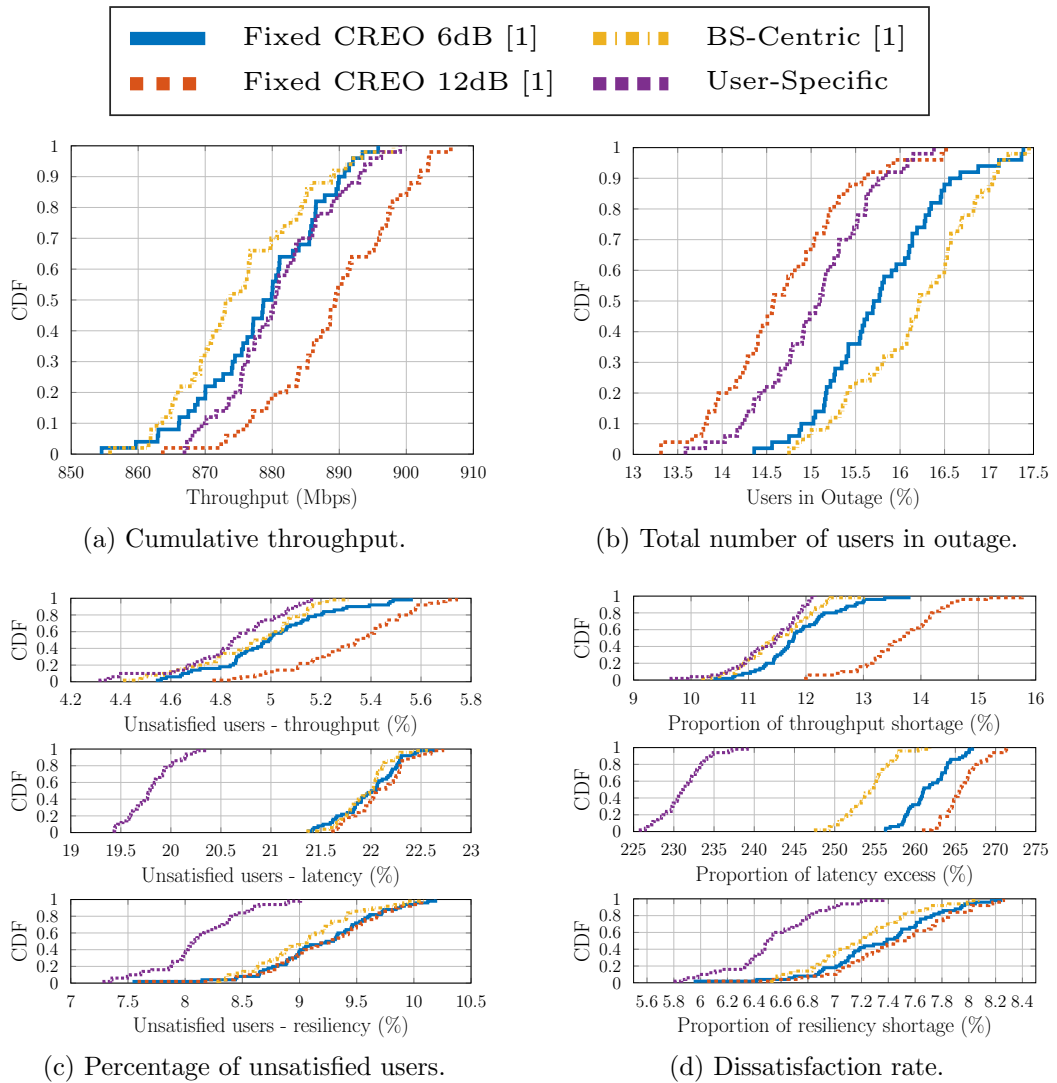 Fixed CREO 6dB [1]
BS-Centric [1]
Fixed CREO 12dB [1]
User-Specific
1
0.9
0.8
0.7
0.6
0.5
0.4
0.3
0.2
0.1
0
CDF
850 860 870 880 890 900 910
Throughput (Mbps)
(a) Cumulative throughput.
1
0.9
0.8
0.7
0.6
0.5
0.4
0.3
0.2
0.1
0
CDF
13 13.5 14 14.5 15 15.5 16 16.5 17 17.5
Users in Outage (%)
(b) Total number of users in outage.
1
0.8
0.6
0.4
0.2
0
CDF
4.2 4.4 4.6 4.8 5 5.2 5.4 5.6 5.8
Unsatisfied users - throughput (%)
1
0.8
0.6
0.4
0.2
0
CDF
19 19.5 20 20.5 21 21.5 22 22.5 23
Unsatisfied users - latency (%)
1
0.8
0.6
0.4
0.2
0
CDF
7 7.5 8 8.5 9 9.5 10 10.5
Unsatisfied users - resiliency (%)
(c) Percentage of unsatisfied users.
1
0.8
0.6
0.4
0.2
0
CDF
9 10 11 12 13 14 15 16
Proportion of throughput shortage (%)
1
0.8
0.6
0.4
0.2
0
CDF
225 230 235 240 245 250 255 260 265 270 275
Proportion of latency excess (%)
1
0.8
0.6
0.4
0.2
0
CDF
5.6 5.8 6 6.2 6.4 6.6 6.8 7 7.2 7.4 7.6 7.8 8 8.2 8.4
Proportion of resiliency shortage (%)
(d) Dissatisfaction rate.